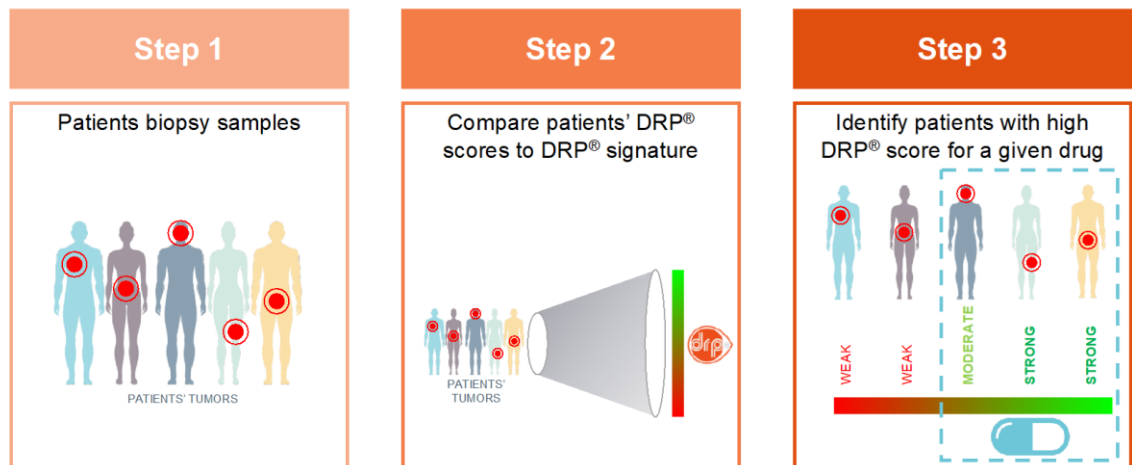 Step 1
Patients biopsy samples
PATIENTS' TUMORS
Step 2
Compare patients' DRP®
scores to DRP® signature
PATIENTS'
TUMORS
drp
Step 3
Identify patients with high
DRP® score for a given drug
WEAK
WEAK
MODERATE
STRONG
STRONG